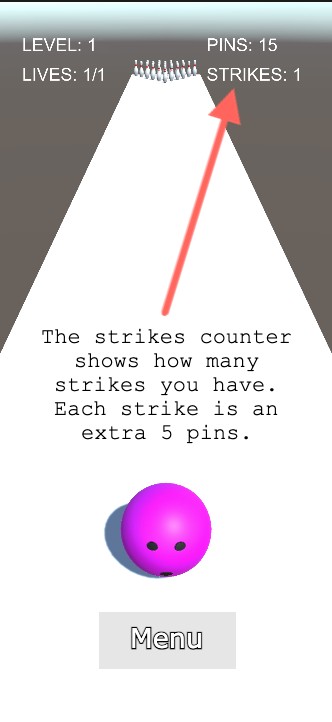 LEVEL: 1 PINS: 15
LIVES: 1/1 STRIKES: 1
The strikes counter
shows how many
strikes you have.
Each strike is an
extra 5 pins.
Menu